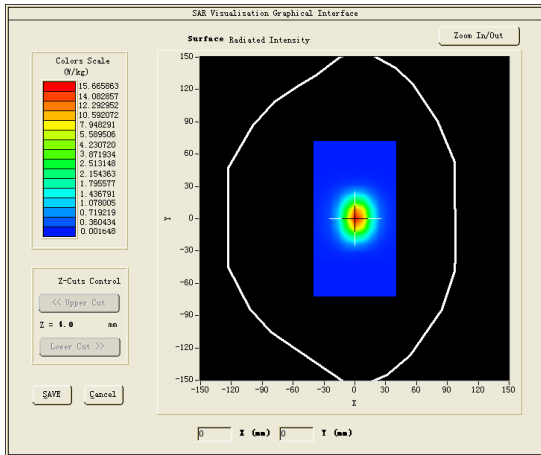 SAR Visualisation Graphical Interface
Surface Radiated Intensity
Zoom In/Out
Colors Scale
(W/kg)
15.665863
14.082857
12.292952
10.592072
7.948291
5.589506
4.230720
3.871934
2.513148
2.154363
1.795577
1.436791
1.078005
0.719219
0.360434
0.001648
Z-Cuts Control
<< Upper Cut
Z = 4.0 mm
Lower Cut >>
SAVE Cancel
Y
150-
120-
90-
60-
30-
0-
-30-
-60-
-90-
-120-
-150-
-150 -120 -90 -60 -30 0 30 60 90 120 150
X
0 X (mm) 0 Y (mm)